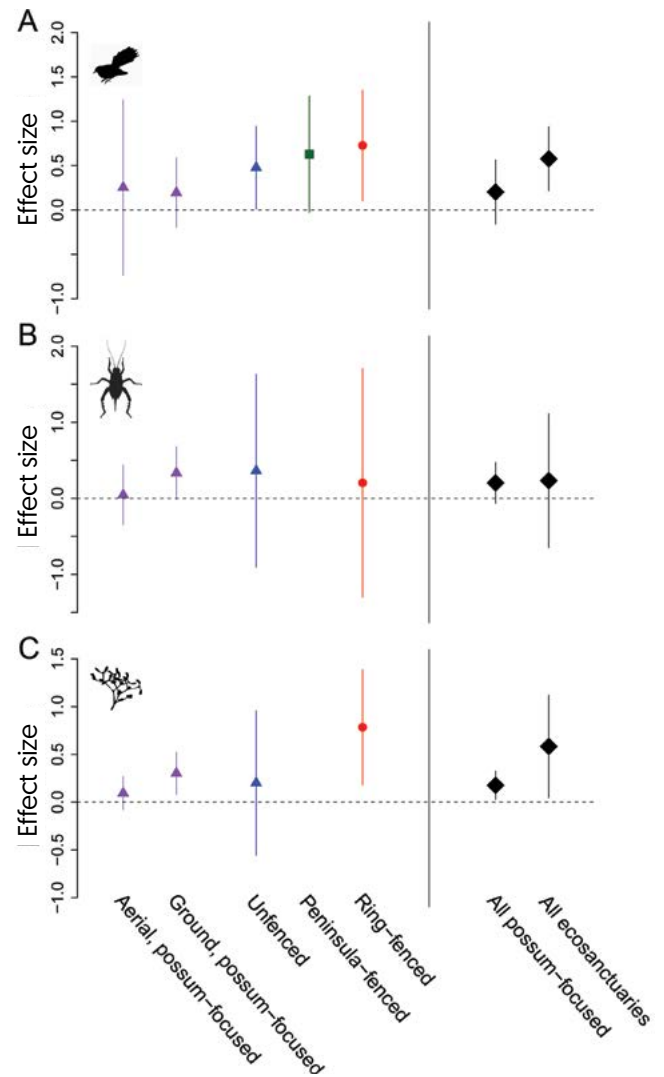 A
2.0
1.5
1.0
0.5
0.0
-1.0
Effect size
B
2.0
1.0
0.0
-1.0
Effect size
C
1.5
1.0
0.5
0.0
-0.5
-1.0
Effect size
Aerial, possum-focused
Ground, possum-focused
Unfenced
Peninsula-fenced
Ring-fenced
All possum-focused
All ecosanctuaries